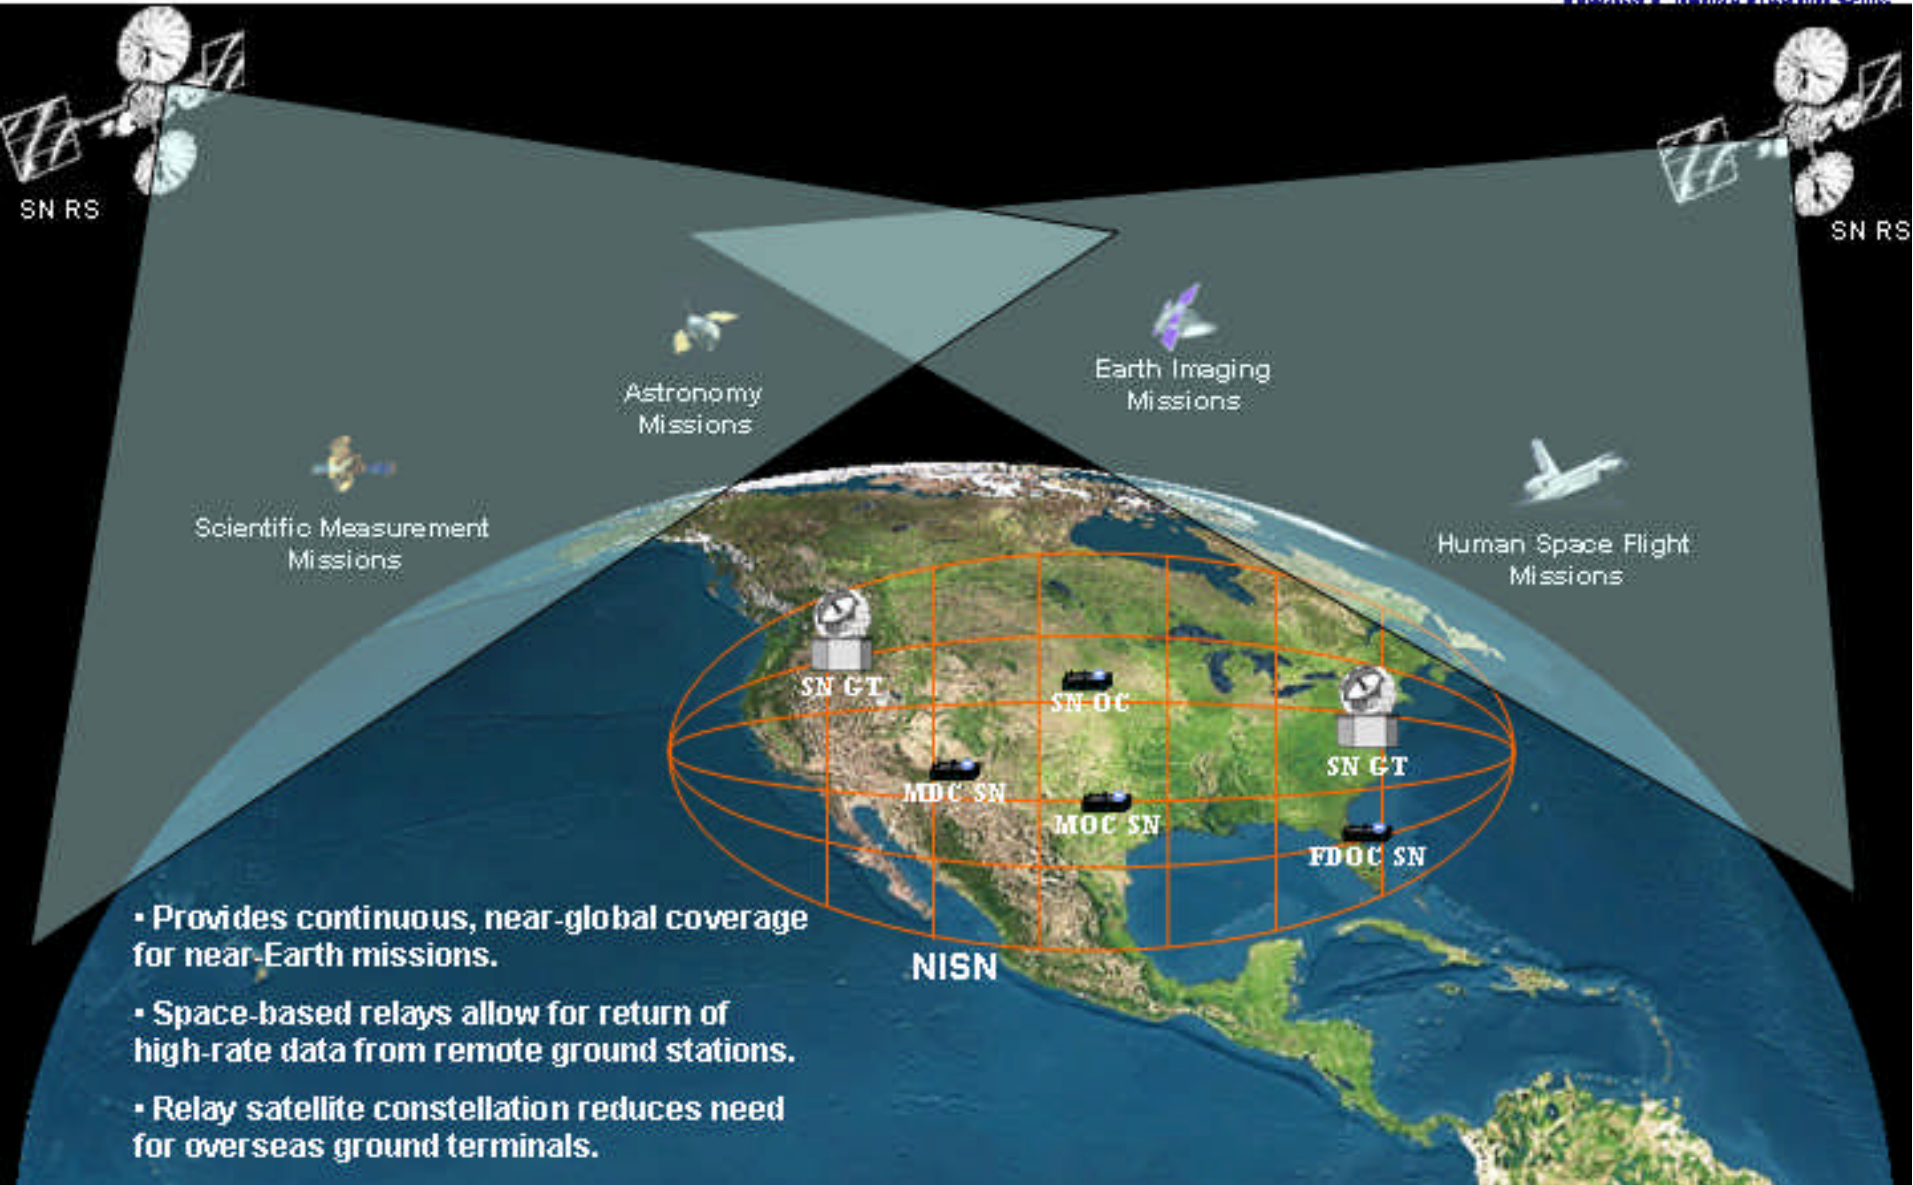 SN RS
SN RS
Earth Imaging
Missions
Astronomy
Missions
Scientific Measurement
Missions
Human Space Flight
Missions
SN GT
SN OC
SN GT
MDC SN
MOC SN
FDOC SN
NISN
▪ Provides continuous, near-global coverage
for near-Earth missions.
▪ Space-based relays allow for return of
high-rate data from remote ground stations.
▪ Relay satellite constellation reduces need
for overseas ground terminals.